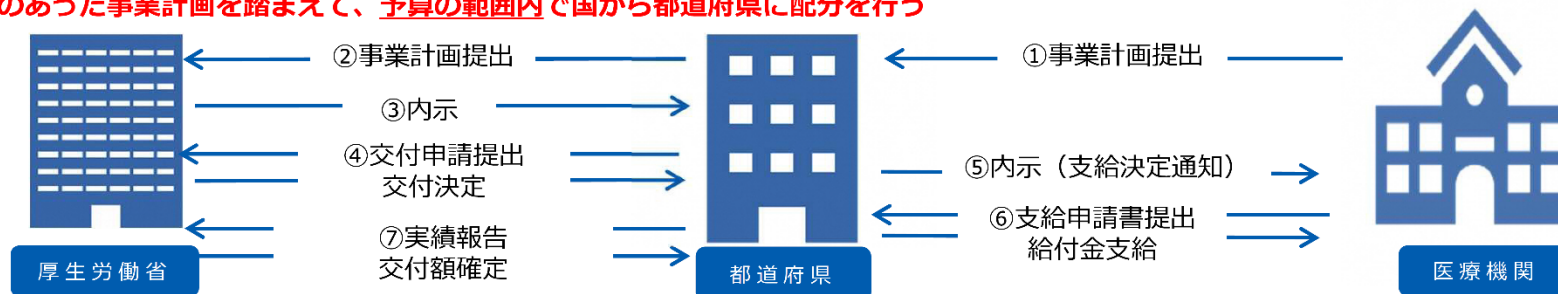 のあった事業計画を踏まえて、予算の範囲内で国から都道府県に配分を行う
②事業計画提出
①事業計画提出
③内示
④交付申請提出
交付決定
⑤内示（支給決定通知）
⑥支給申請書提出
給付金支給
⑦実績報告
交付額確定
厚生労働省
都道府県
医療機関